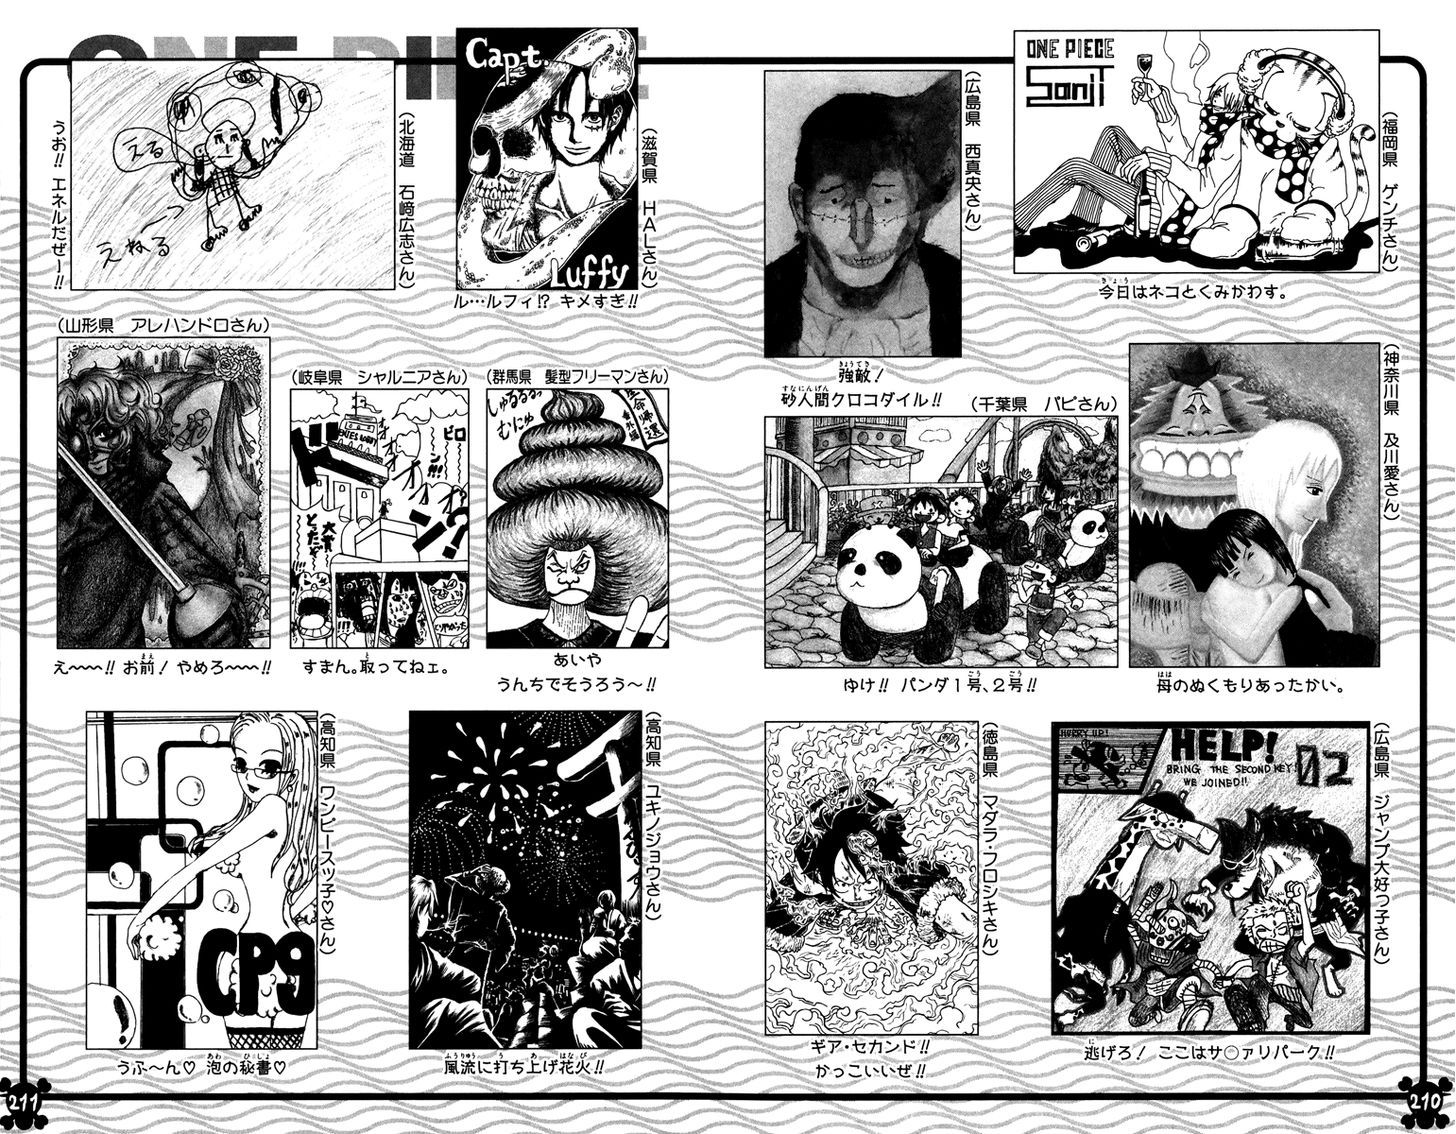 ONE PIECE
ONE PIECE
Sanji
(福岡県　ゲンチさん)
今日はネコとくみかわす。
(広島県　西真央さん)
強敵!
砂人間クロコダイル!!
(神奈川県　及川愛さん)
母のぬくもりあったかい。
(千葉県　パピさん)
ゆけ!! パンダ1号、2号!!
HURRY UP!
HELP!
BRING THE SECOND KEY!
WE JOINED!!
(広島県　ジャンプ大好っ子さん)
逃げろ! ここはサ○ァリパーク!!
(徳島県　マダラ・フロシキさん)
ギア・セカンド!!
かっこいいぜ!!
210
Capt.
Luffy
(滋賀県　HALさん)
ル…ルフィ!? キメすぎ!!
える
えねる
(北海道　石﨑広志さん)
うお!! エネルだぜー!!
(群馬県　髪型フリーマンさん)
しゅるるるっ
むにゅ
生命帰還
あいや
うんちでそうろう〜!!
(岐阜県　シャルニアさん)
ENIES LOBBY
ビローン!!!
大賞とったどぉ
すまん。取ってねェ。
(山形県　アレハンドロさん)
え〜〜!! お前! やめろ〜〜!!
(高知県　ユキノジョウさん)
風流に打ち上げ花火!!
(高知県　ワンピースッ子♡さん)
CP9
うふ〜ん♡ 泡の秘書♡
211